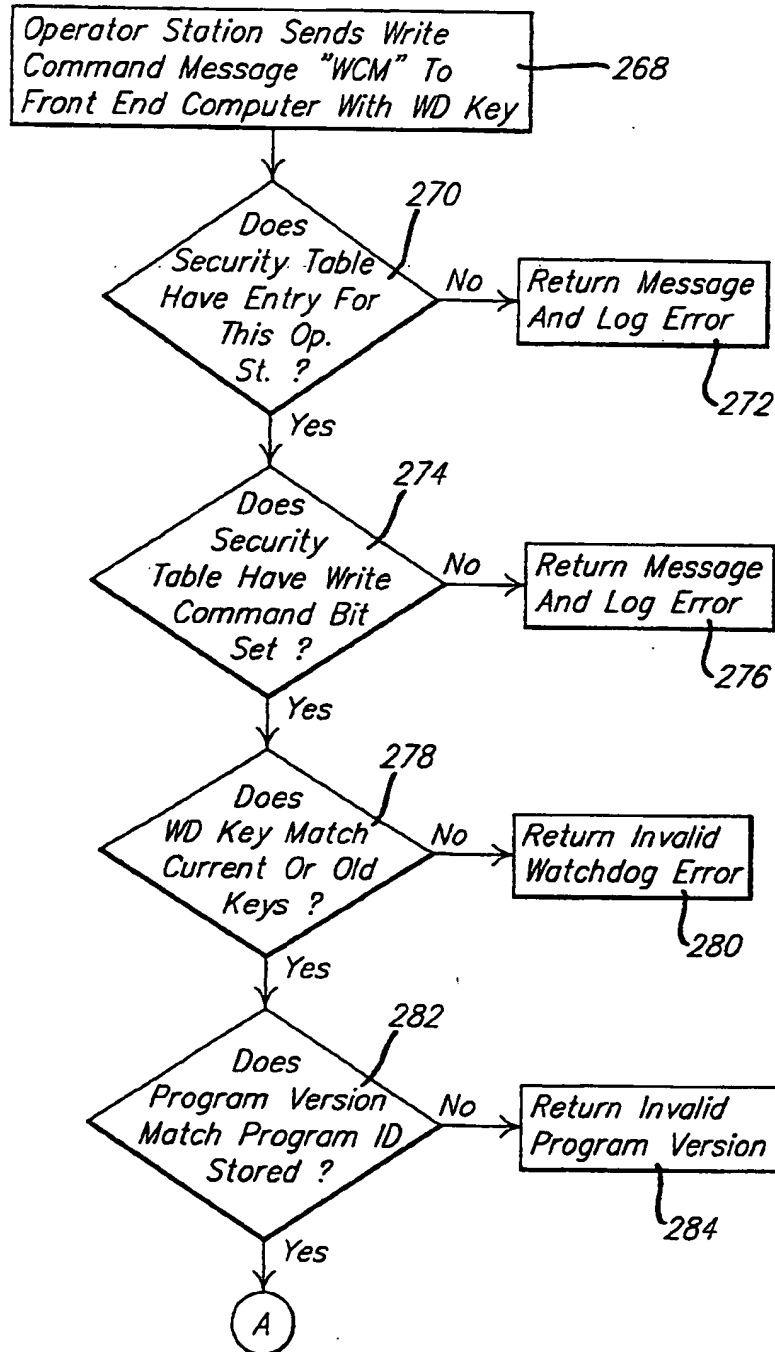 Operator Station Sends Write
Command Message "WCM" To
Front End Computer With WD Key
268
270
Does
Security Table
Have Entry For
This Op.
St. ?
No
Return Message
And Log Error
272
Yes
274
Does
Security
Table Have Write
Command Bit
Set ?
No
Return Message
And Log Error
276
Yes
278
Does
WD Key Match
Current Or Old
Keys ?
No
Return Invalid
Watchdog Error
280
Yes
282
Does
Program Version
Match Program ID
Stored ?
No
Return Invalid
Program Version
284
Yes
A